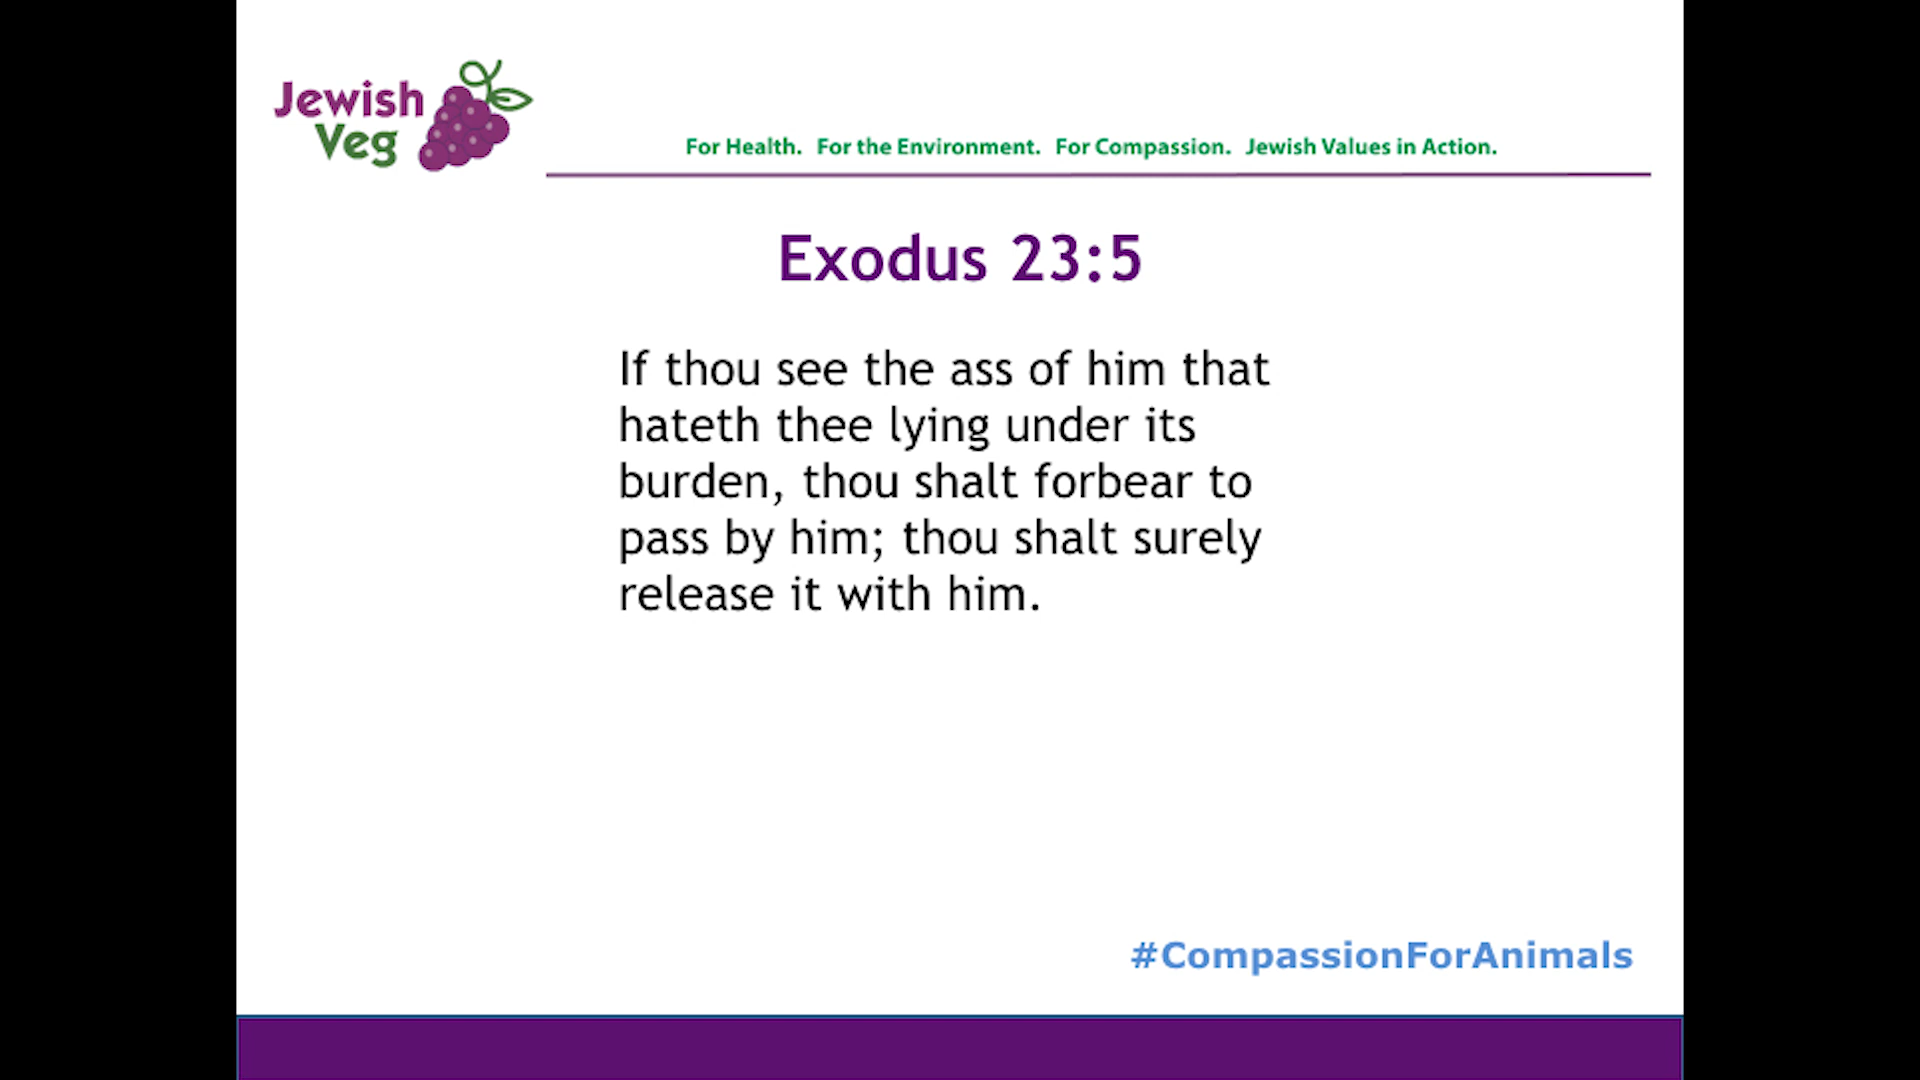 Jewish
Veg
For Health. For the Environment. For Compassion. Jewish Values in Action.
Exodus 23:5
If thou see the ass of him that
hateth thee lying under its
burden, thou shalt forbear to
pass by him; thou shalt surely
release it with him.
#CompassionForAnimals